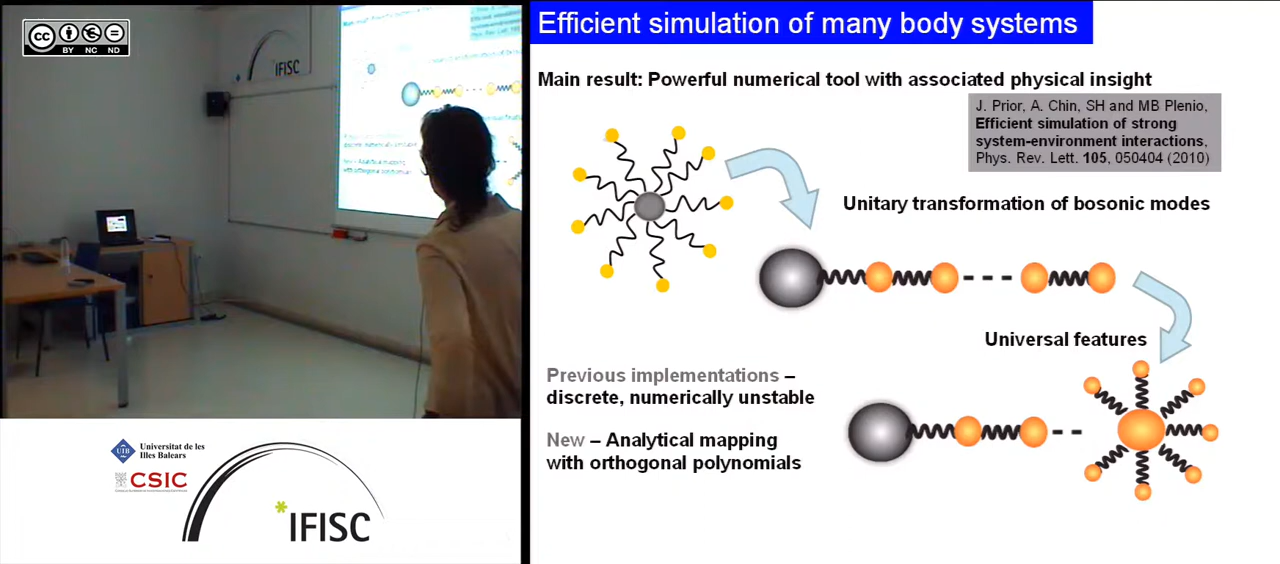 cc
BY NC ND
IFISC
Efficient simulation of many body systems
Main result: Powerful numerical tool with associated physical insight
J. Prior, A. Chin, SH and MB Plenio,
Efficient simulation of strong
system-environment interactions,
Phys. Rev. Lett. 105, 050404 (2010)
Unitary transformation of bosonic modes
Universal features
Previous implementations –
discrete, numerically unstable
New – Analytical mapping
with orthogonal polynomials
UIB
Universitat de les
Illes Balears
CSIC
*IFISC